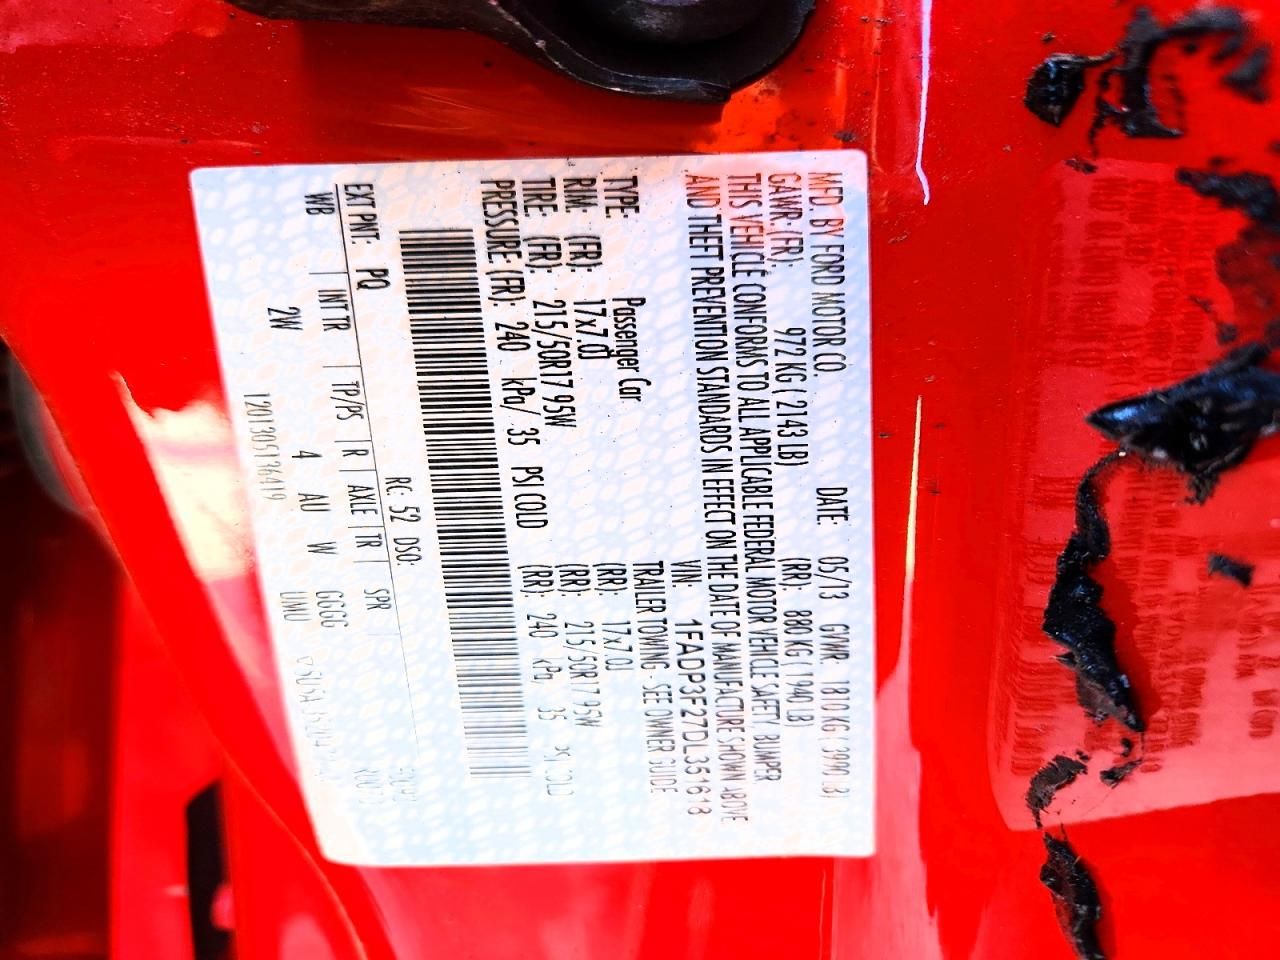 MFD. BY FORD MOTOR CO. DATE: 05/13 GVWR: 1810 KG ( 3990 LB)
GAWR: (FR): 972 KG ( 2143 LB) (RR): 880 KG ( 1940 LB)
THIS VEHICLE CONFORMS TO ALL APPLICABLE FEDERAL MOTOR VEHICLE SAFETY, BUMPER
AND THEFT PREVENTION STANDARDS IN EFFECT ON THE DATE OF MANUFACTURE SHOWN ABOVE
VIN: 1FADP3F27DL351618
TYPE: Passenger Car TRAILER TOWING - SEE OWNER GUIDE
RIM: (FR): 17x7.0J (RR): 17x7.0J
TIRE: (FR): 215/50R17 95W (RR): 215/50R17 95W
PRESSURE: (FR): 240 kPa/ 35 PSI COLD (RR): 240 kPa/ 35 PSI COLD
EXT PNT: PQ RC: 52 DSO:
WB INT TR TP/PS R AXLE TR SPR
2W 4 AU W GGGG
1201305136419 UWU